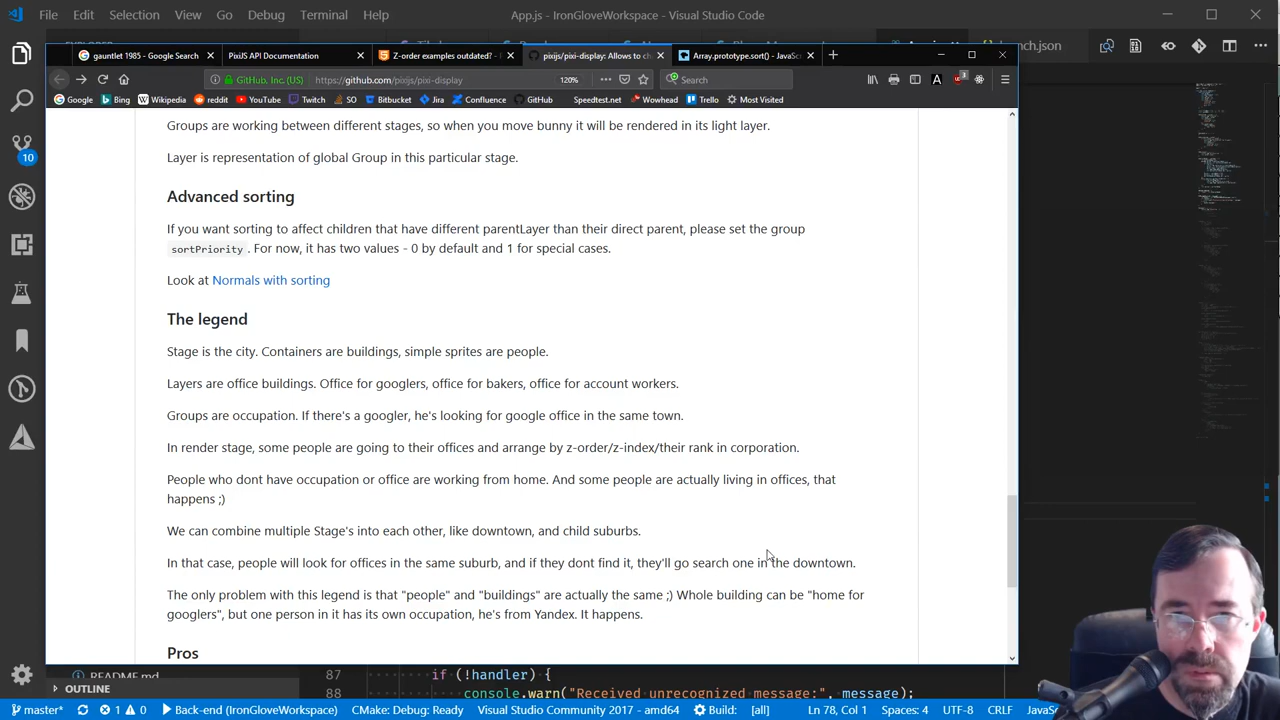 File Edit Selection View Go Debug Terminal Help App.js - IronGloveWorkspace - Visual Studio Code
gauntlet 1985 - Google Search PixiJS API Documentation Z-order examples outdated? - pixijs/pixi-display: Allows to ch Array.prototype.sort() - JavaSc
GitHub, Inc. (US) https://github.com/pixijs/pixi-display 120% Search
Google Bing Wikipedia reddit YouTube Twitch SO Bitbucket Jira Confluence GitHub Speedtest.net Wowhead Trello Most Visited
Groups are working between different stages, so when you move bunny it will be rendered in its light layer.
Layer is representation of global Group in this particular stage.
Advanced sorting
If you want sorting to affect children that have different parentLayer than their direct parent, please set the group
sortPriority . For now, it has two values - 0 by default and 1 for special cases.
Look at Normals with sorting
The legend
Stage is the city. Containers are buildings, simple sprites are people.
Layers are office buildings. Office for googlers, office for bakers, office for account workers.
Groups are occupation. If there's a googler, he's looking for google office in the same town.
In render stage, some people are going to their offices and arrange by z-order/z-index/their rank in corporation.
People who dont have occupation or office are working from home. And some people are actually living in offices, that
happens ;)
We can combine multiple Stage's into each other, like downtown, and child suburbs.
In that case, people will look for offices in the same suburb, and if they dont find it, they'll go search one in the downtown.
The only problem with this legend is that "people" and "buildings" are actually the same ;) Whole building can be "home for
googlers", but one person in it has its own occupation, he's from Yandex. It happens.
Pros
10
3
README.md
OUTLINE
87 if (!handler) {
88 console.warn("Received unrecognized message:", message);
master* 1 0 Back-end (IronGloveWorkspace) CMake: Debug: Ready Visual Studio Community 2017 - amd64 Build: [all] Ln 78, Col 1 Spaces: 4 UTF-8 CRLF